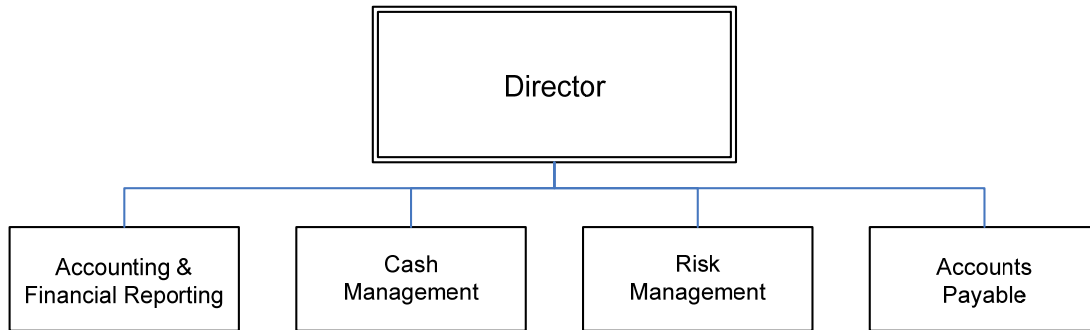 Director
Accounting &
Financial Reporting
Cash
Management
Risk
Management
Accounts
Payable